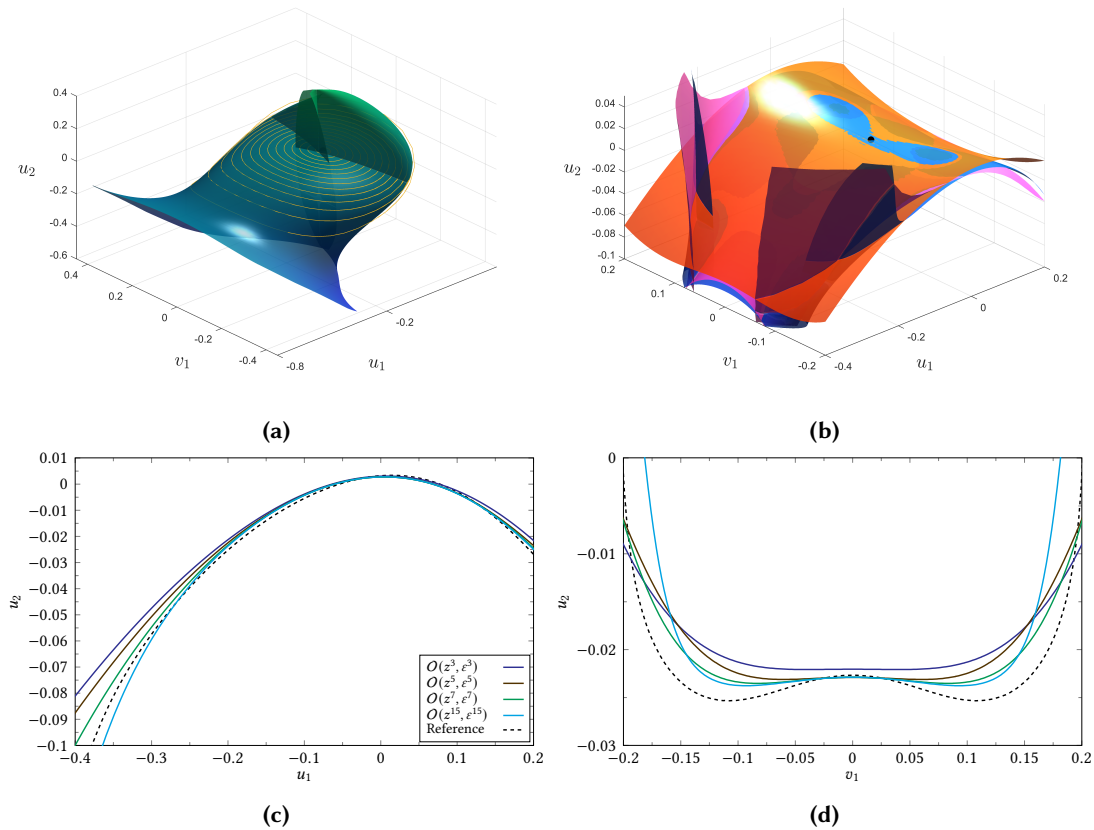 0.4
0.2
0
-0.2
-0.4
-0.6
u₂
0.4
0.2
0
-0.2
-0.4
v₁
-0.8
-0.2
u₁
(a)
0.04
0.02
0
-0.02
-0.04
-0.06
-0.08
-0.1
u₂
0.2
0.1
0
-0.1
-0.2
v₁
-0.4
-0.2
0
0.2
u₁
(b)
0.01
0
−0.01
−0.02
−0.03
−0.04
−0.05
−0.06
−0.07
−0.08
−0.09
−0.1
u₂
−0.4 −0.3 −0.2 −0.1 0 0.1 0.2
u₁
𝒪(z³, ε³)
𝒪(z⁵, ε⁵)
𝒪(z⁷, ε⁷)
𝒪(z¹⁵, ε¹⁵)
Reference
(c)
0
−0.01
−0.02
−0.03
u₂
−0.2 −0.15 −0.1 −0.05 0 0.05 0.1 0.15 0.2
v₁
(d)